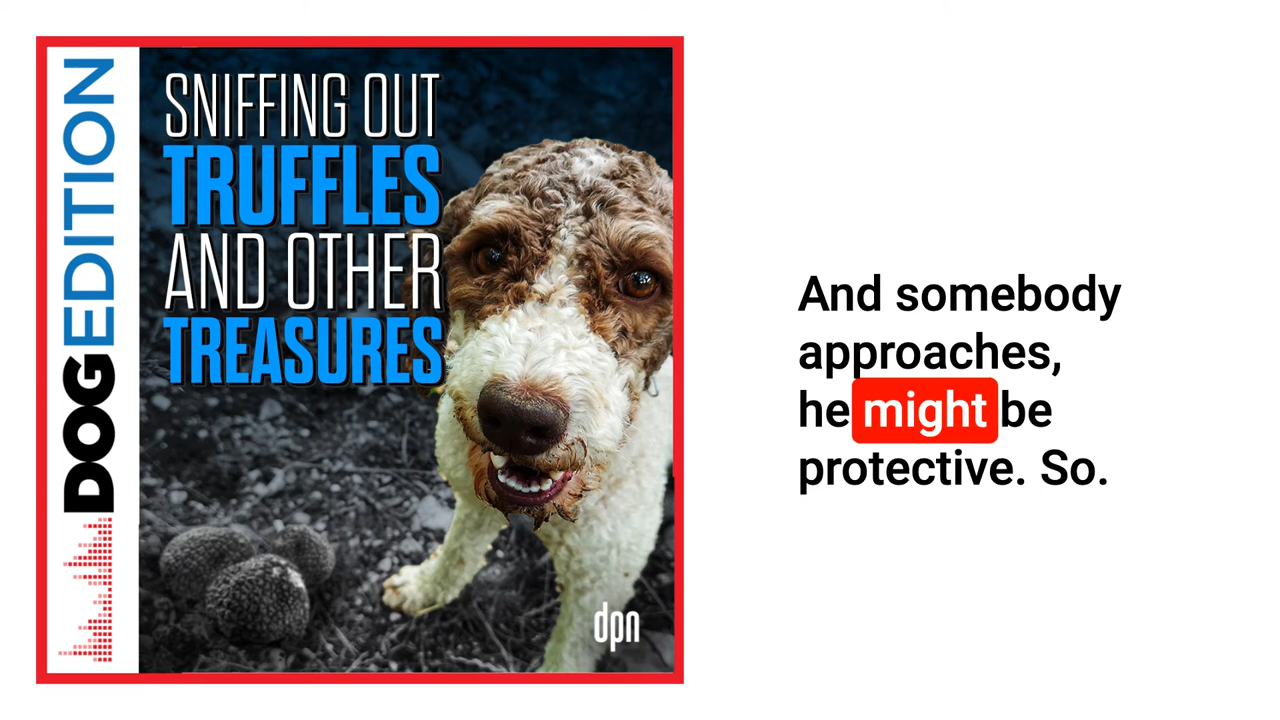 DOGEDITION
SNIFFING OUT
TRUFFLES
AND OTHER
TREASURES
dpn
And somebody
approaches,
he might be
protective. So.